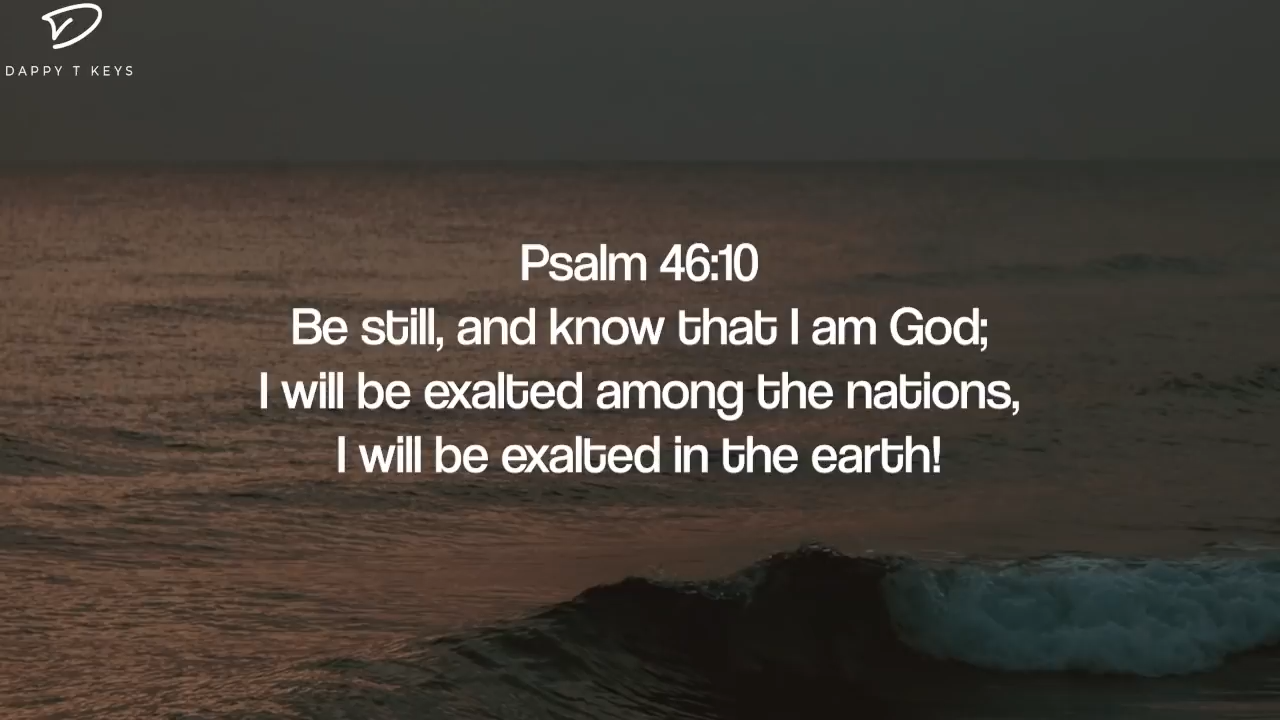 DAPPY T KEYS
Psalm 46:10
Be still, and know that I am God;
I will be exalted among the nations,
I will be exalted in the earth!